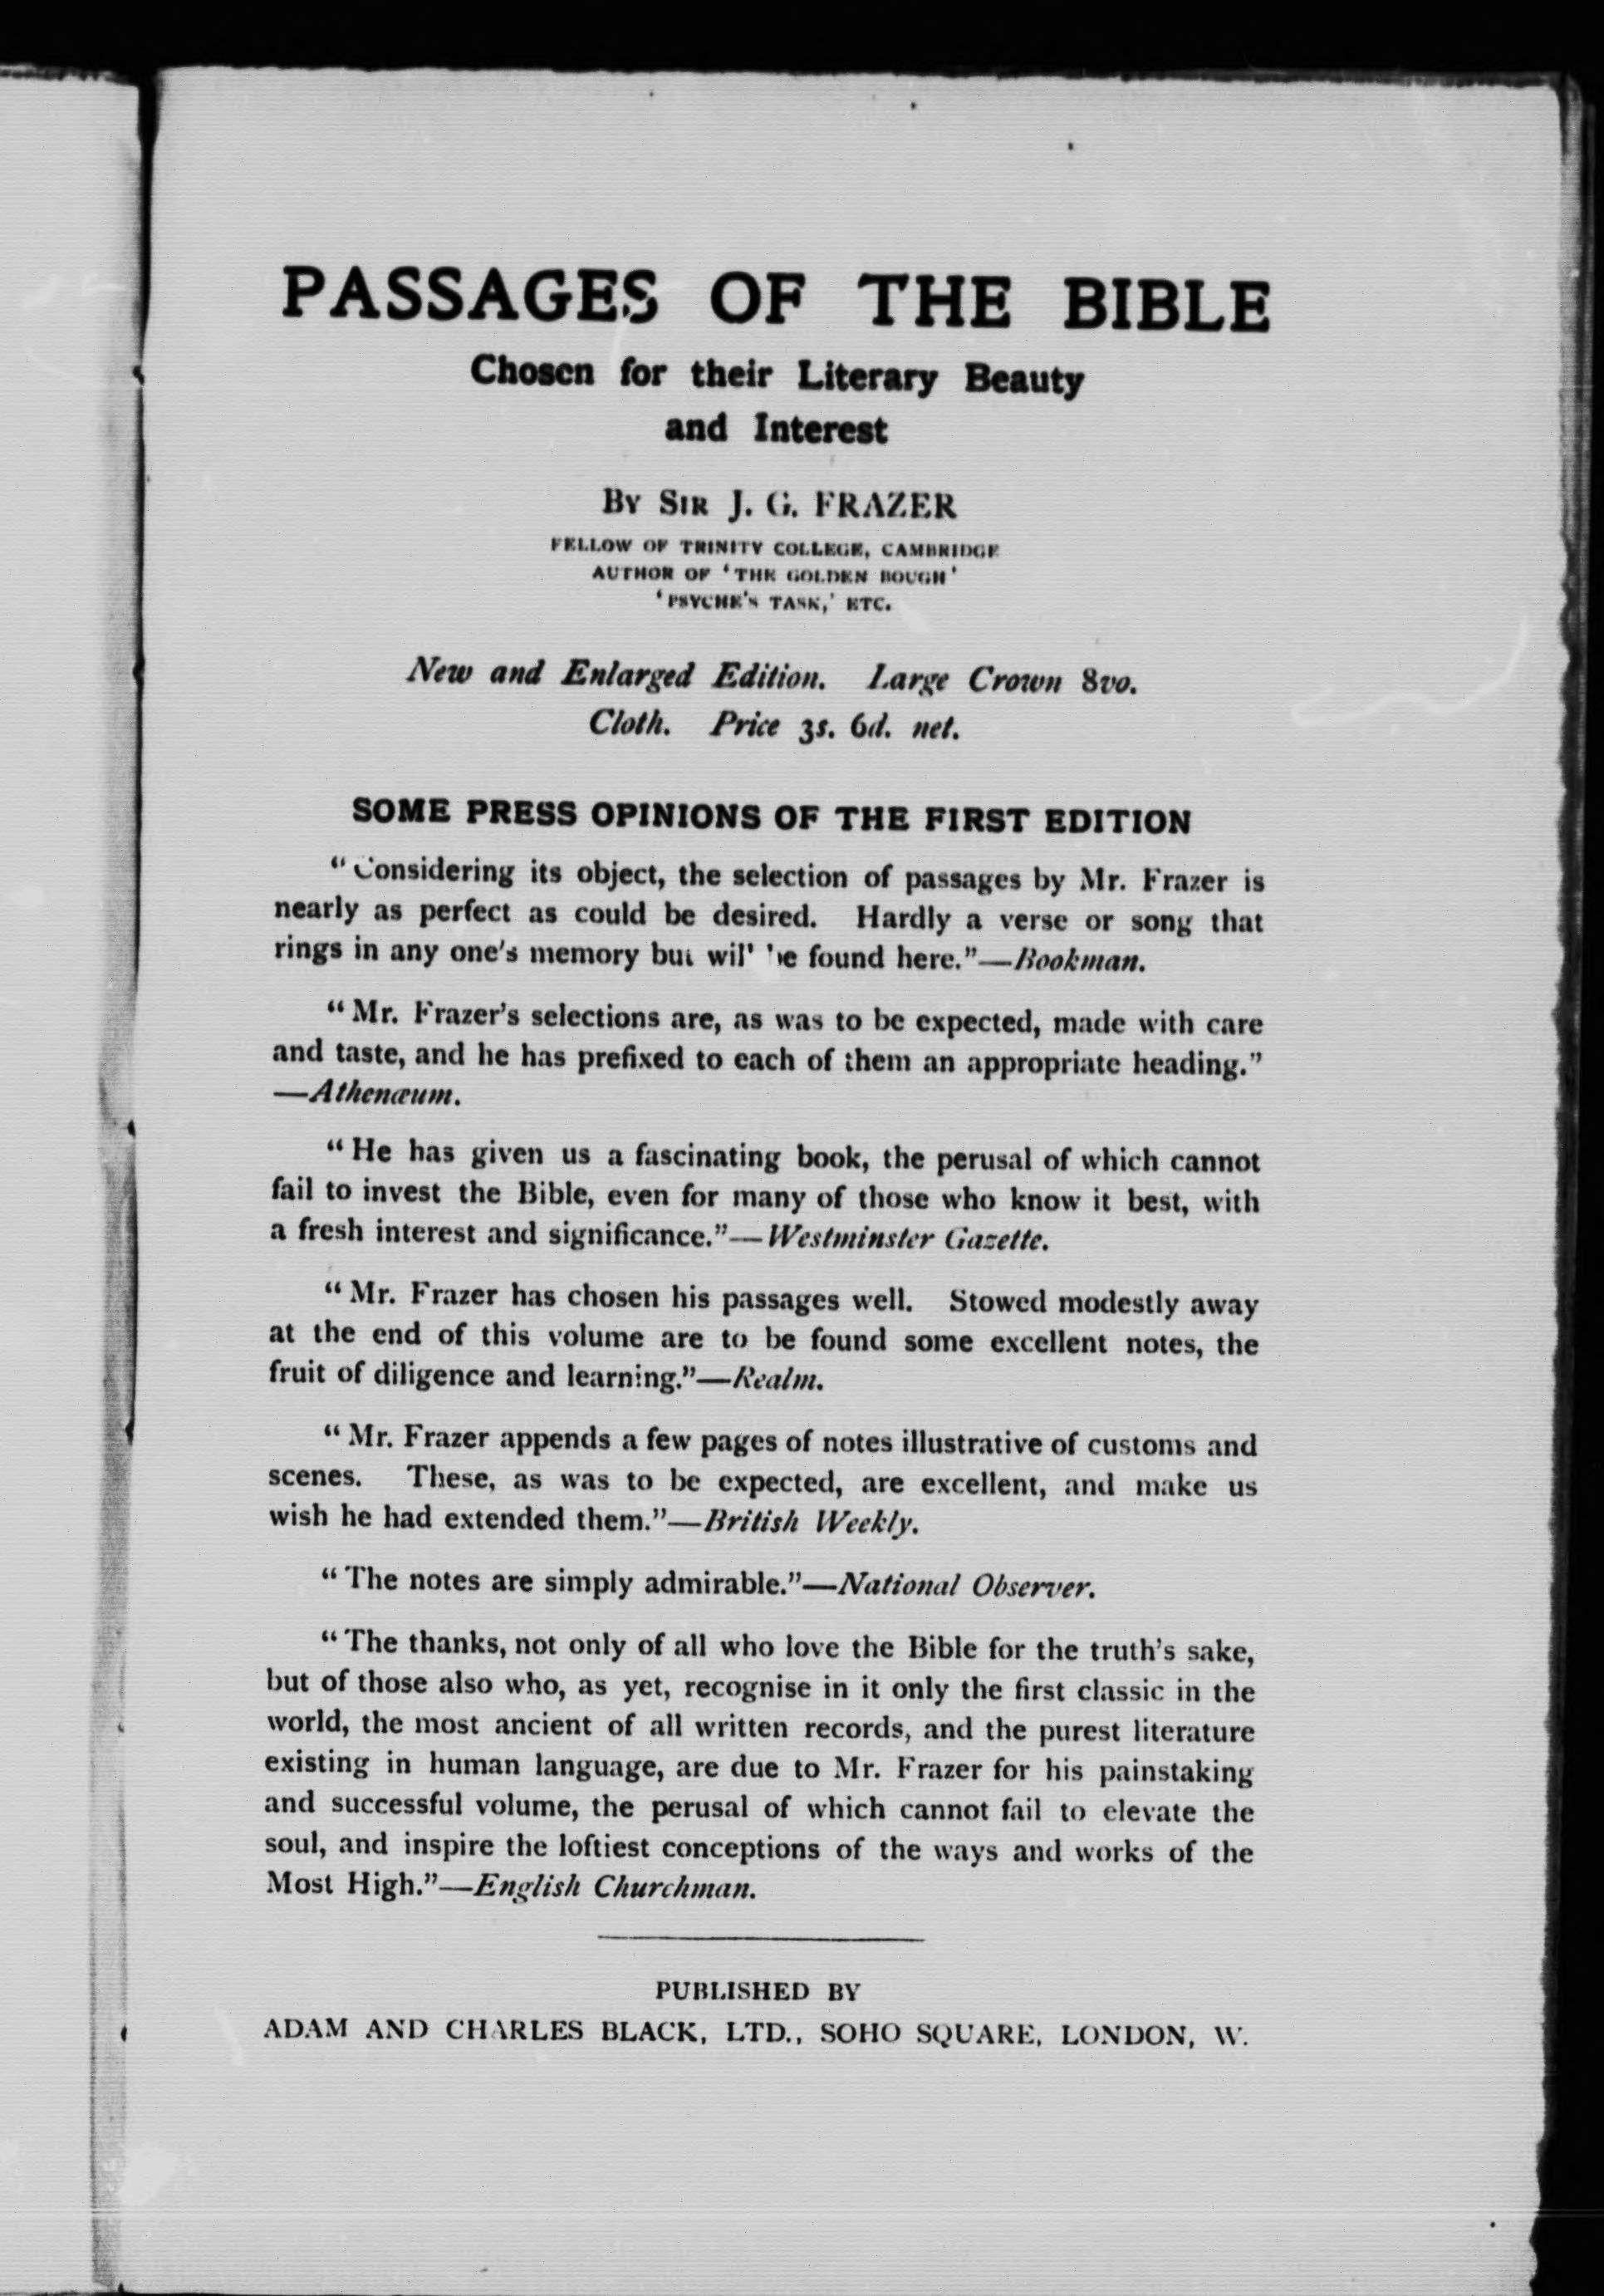 PASSAGES OF THE BIBLE
Chosen for their Literary Beauty
and Interest
By Sir J. G. FRAZER
FELLOW OF TRINITY COLLEGE, CAMBRIDGE
AUTHOR OF ‘THE GOLDEN BOUGH’
‘PSYCHE’S TASK,’ ETC.
New and Enlarged Edition. Large Crown 8vo.
Cloth. Price 3s. 6d. net.
SOME PRESS OPINIONS OF THE FIRST EDITION
“Considering its object, the selection of passages by Mr. Frazer is
nearly as perfect as could be desired. Hardly a verse or song that
rings in any one’s memory but will be found here.”—Bookman.
“Mr. Frazer’s selections are, as was to be expected, made with care
and taste, and he has prefixed to each of them an appropriate heading.”
—Athenæum.
“He has given us a fascinating book, the perusal of which cannot
fail to invest the Bible, even for many of those who know it best, with
a fresh interest and significance.”—Westminster Gazette.
“Mr. Frazer has chosen his passages well. Stowed modestly away
at the end of this volume are to be found some excellent notes, the
fruit of diligence and learning.”—Realm.
“Mr. Frazer appends a few pages of notes illustrative of customs and
scenes. These, as was to be expected, are excellent, and make us
wish he had extended them.”—British Weekly.
“The notes are simply admirable.”—National Observer.
“The thanks, not only of all who love the Bible for the truth’s sake,
but of those also who, as yet, recognise in it only the first classic in the
world, the most ancient of all written records, and the purest literature
existing in human language, are due to Mr. Frazer for his painstaking
and successful volume, the perusal of which cannot fail to elevate the
soul, and inspire the loftiest conceptions of the ways and works of the
Most High.”—English Churchman.
PUBLISHED BY
ADAM AND CHARLES BLACK, LTD., SOHO SQUARE, LONDON, W.